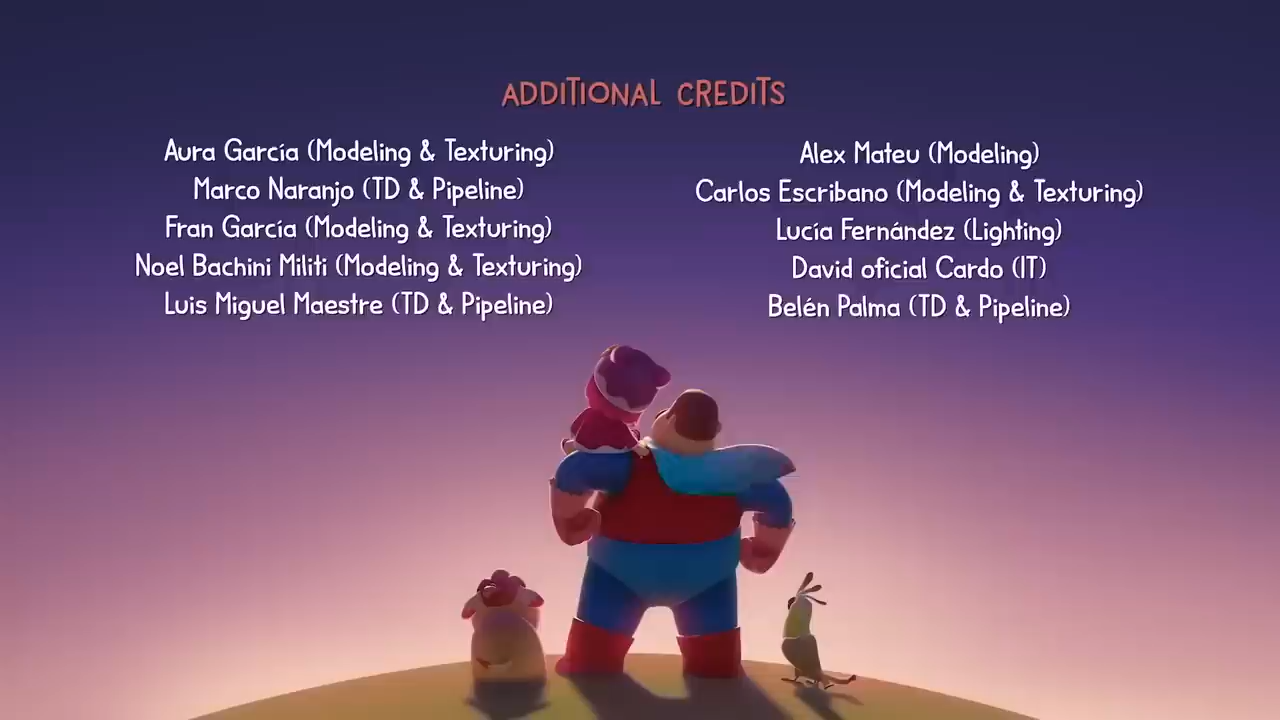 ADDITIONAL CREDITS
Aura García (Modeling & Texturing)
Marco Naranjo (TD & Pipeline)
Fran García (Modeling & Texturing)
Noel Bachini Militi (Modeling & Texturing)
Luis Miguel Maestre (TD & Pipeline)
Alex Mateu (Modeling)
Carlos Escribano (Modeling & Texturing)
Lucía Fernández (Lighting)
David oficial Cardo (IT)
Belén Palma (TD & Pipeline)